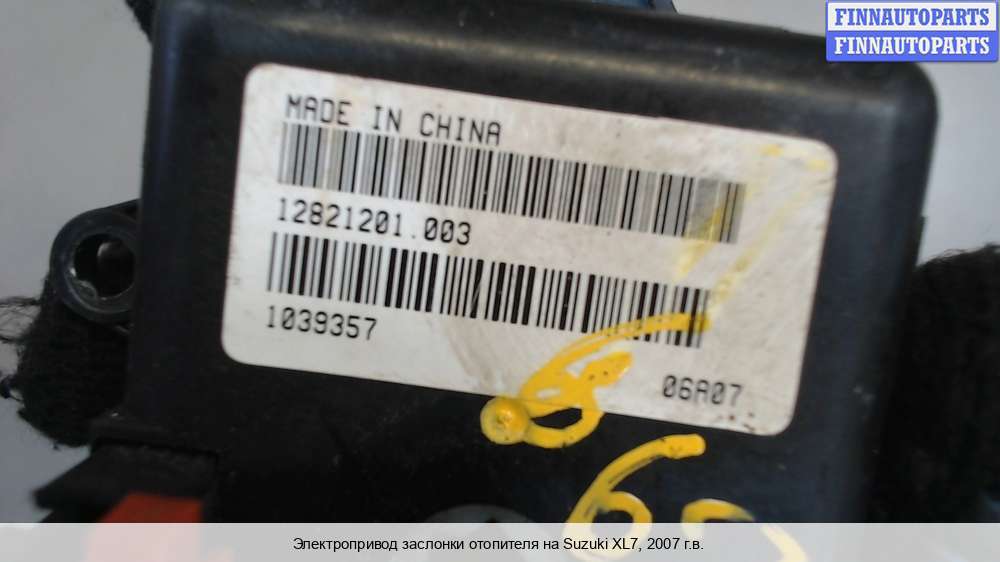 FINNAUTOPARTS
FINNAUTOPARTS
MADE IN CHINA
12821201.003
1039357
06A07
Электропривод заслонки отопителя на Suzuki XL7, 2007 г.в.